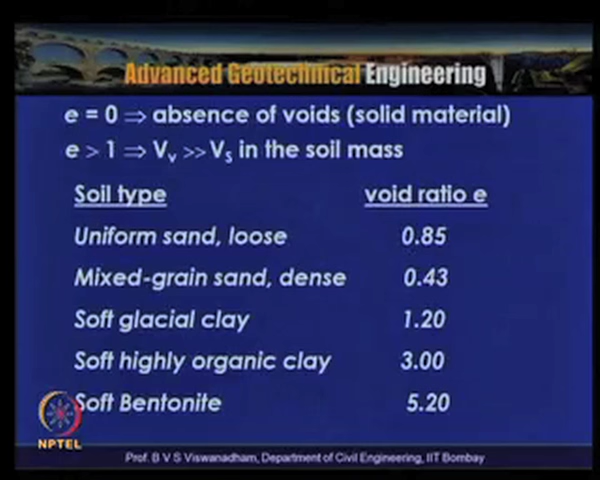 Advanced Geotechnical Engineering
e = 0 ⇒ absence of voids (solid material)
e > 1 ⇒ Vv >> Vs in the soil mass
Soil type void ratio e
Uniform sand, loose 0.85
Mixed-grain sand, dense 0.43
Soft glacial clay 1.20
Soft highly organic clay 3.00
Soft Bentonite 5.20
NPTEL
Prof. B V S Viswanadham, Department of Civil Engineering, IIT Bombay